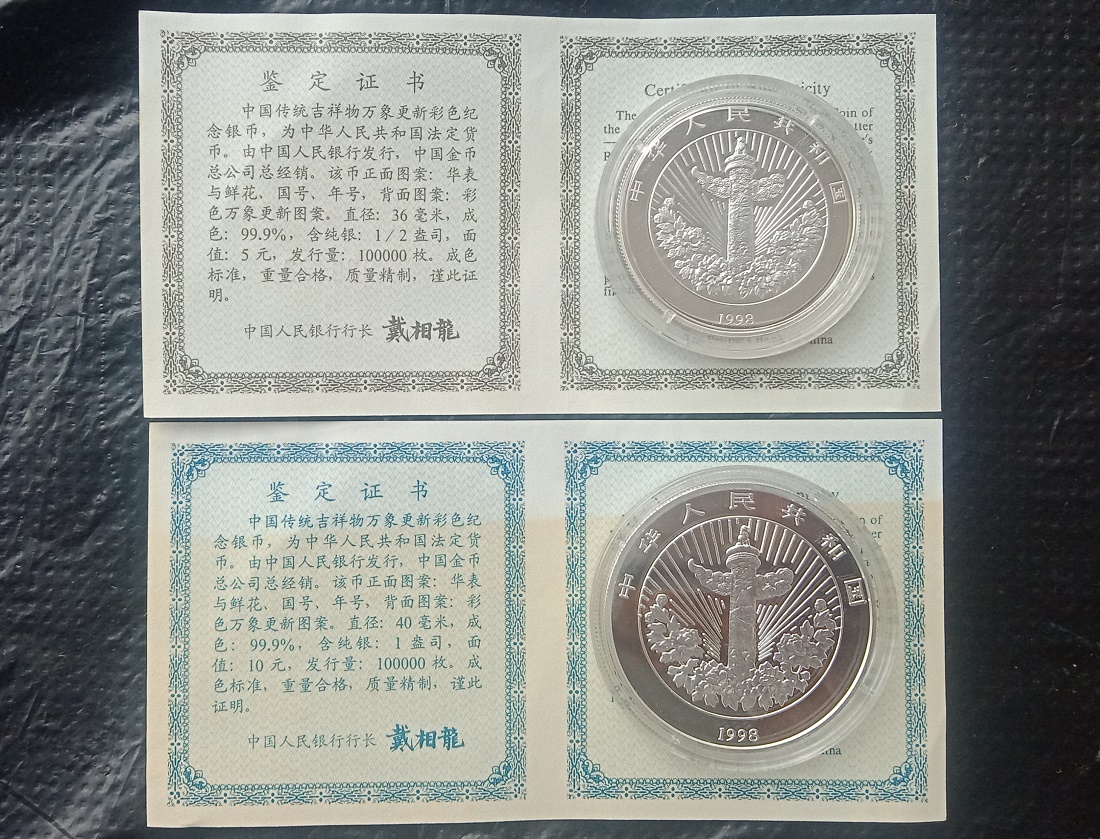 鉴定证书
中国传统吉祥物万象更新彩色纪
念银币，为中华人民共和国法定货
币。由中国人民银行发行，中国金币
总公司总经销。该币正面图案：华表
与鲜花、国号、年号，背面图案：彩
色万象更新图案。直径：36毫米，成
色：99.9%，含纯银：1/2盎司，面
值：5元，发行量：100000枚。成色
标准，重量合格，质量精制，谨此证
明。
中国人民银行行长 戴相龍
中华人民共和国
1998
鉴定证书
中国传统吉祥物万象更新彩色纪
念银币，为中华人民共和国法定货
币。由中国人民银行发行，中国金币
总公司总经销。该币正面图案：华表
与鲜花、国号、年号，背面图案：彩
色万象更新图案。直径：40毫米，成
色：99.9%，含纯银：1盎司，面
值：10元，发行量：100000枚。成
色标准，重量合格，质量精制，谨此
证明。
中国人民银行行长 戴相龍
中华人民共和国
1998